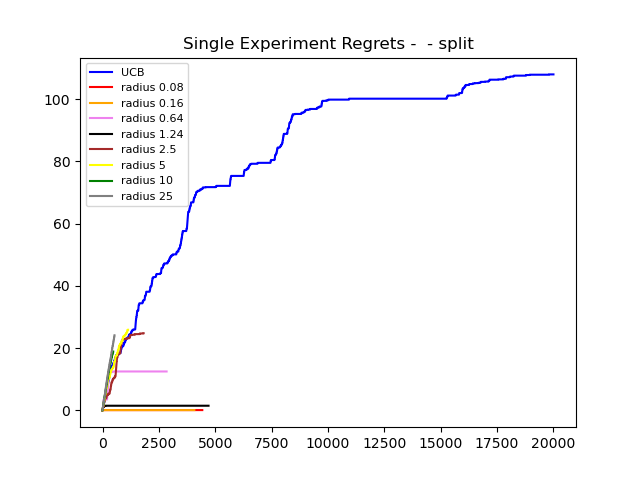 Single Experiment Regrets -  - split
UCB
radius 0.08
radius 0.16
radius 0.64
radius 1.24
radius 2.5
radius 5
radius 10
radius 25
100
80
60
40
20
0
0 2500 5000 7500 10000 12500 15000 17500 20000